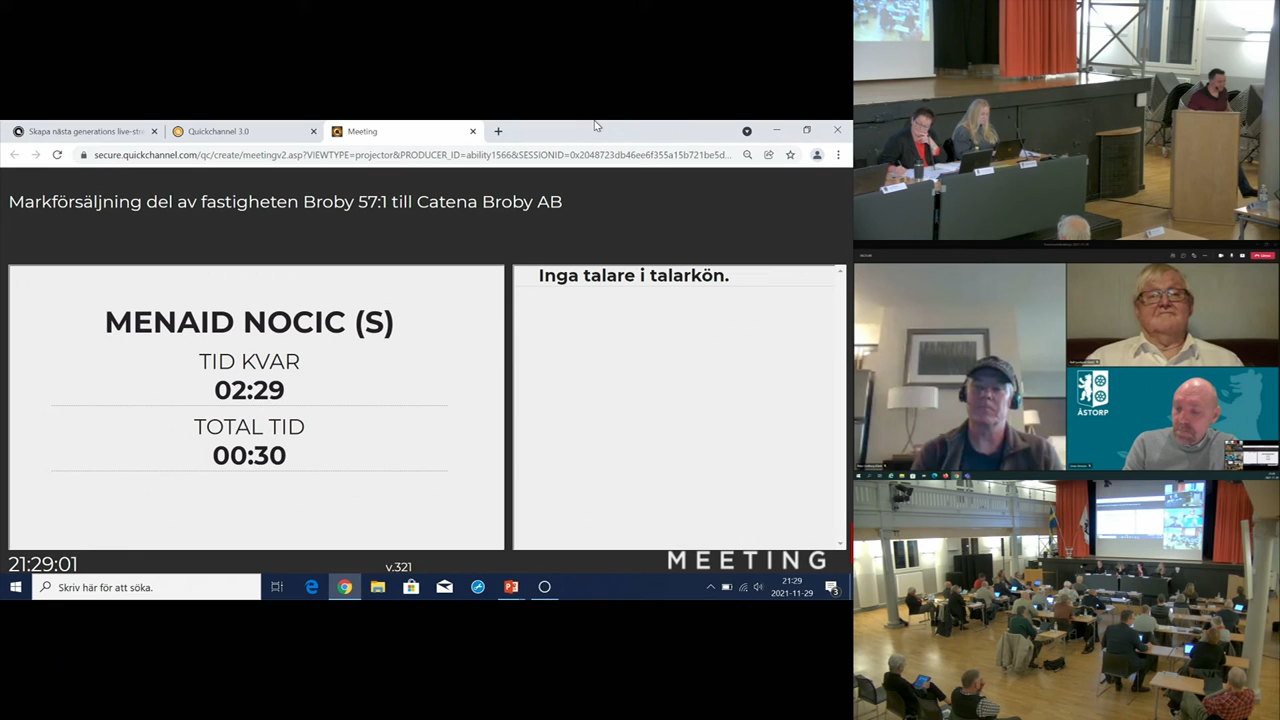 Skapa nästa generations live-str
Quickchannel 3.0
Meeting
secure.quickchannel.com/qc/create/meetingv2.asp?VIEWTYPE=projector&PRODUCER_ID=ability1566&SESSIONID=0x2048723db46ee6f355a15b721be5d...
Markförsäljning del av fastigheten Broby 57:1 till Catena Broby AB
MENAID NOCIC (S)
TID KVAR
02:29
TOTAL TID
00:30
Inga talare i talarkön.
21:29:01
v.321
MEETING
Skriv här för att söka.
21:29
2021-11-29
3
ÅSTORP